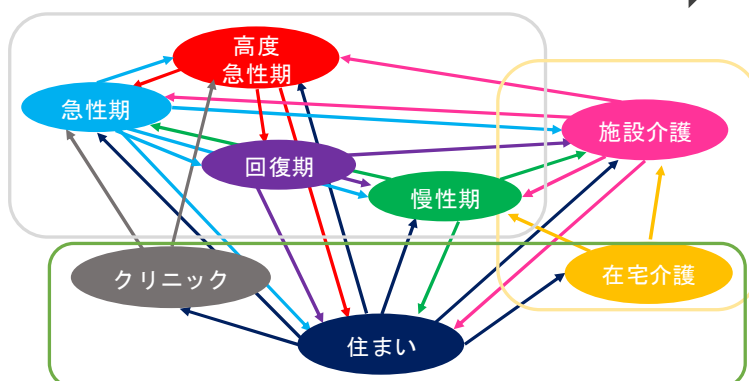 高度
急性期
急性期
施設介護
回復期
慢性期
クリニック
在宅介護
住まい